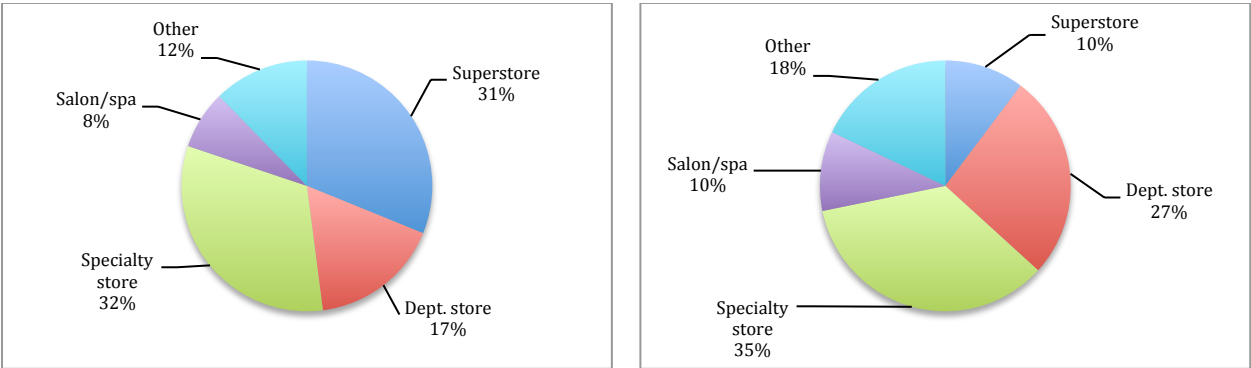 Other
12%
Superstore
31%
Salon/spa
8%
Specialty
store
32%
Dept. store
17%
Superstore
10%
Other
18%
Salon/spa
10%
Dept. store
27%
Specialty
store
35%